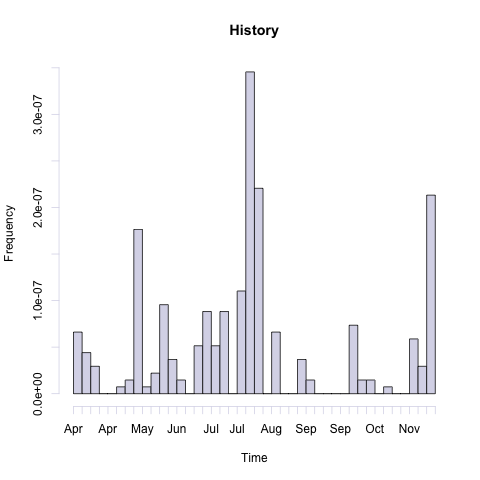 History
Frequency
3.0e-07
2.0e-07
1.0e-07
0.0e+00
Apr Apr May Jun Jul Jul Aug Sep Sep Oct Nov
Time